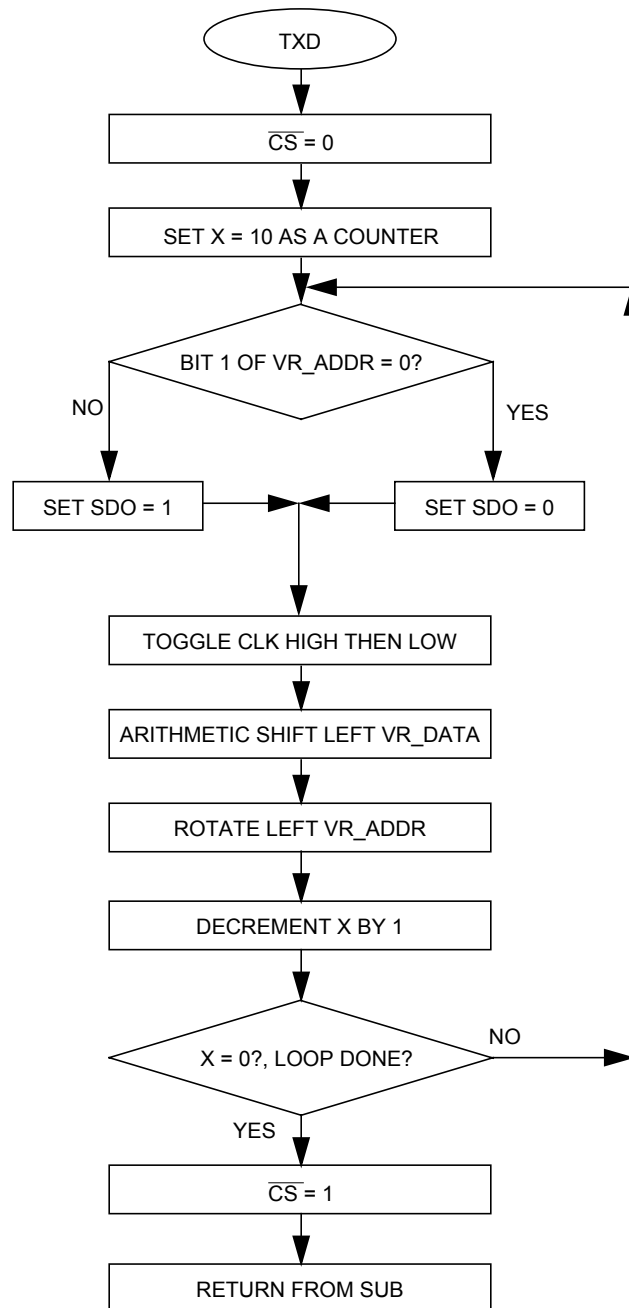 TXD
C̅S̅ = 0
SET X = 10 AS A COUNTER
BIT 1 OF VR_ADDR = 0?
NO
YES
SET SDO = 1
SET SDO = 0
TOGGLE CLK HIGH THEN LOW
ARITHMETIC SHIFT LEFT VR_DATA
ROTATE LEFT VR_ADDR
DECREMENT X BY 1
X = 0?, LOOP DONE?
NO
YES
C̅S̅ = 1
RETURN FROM SUB